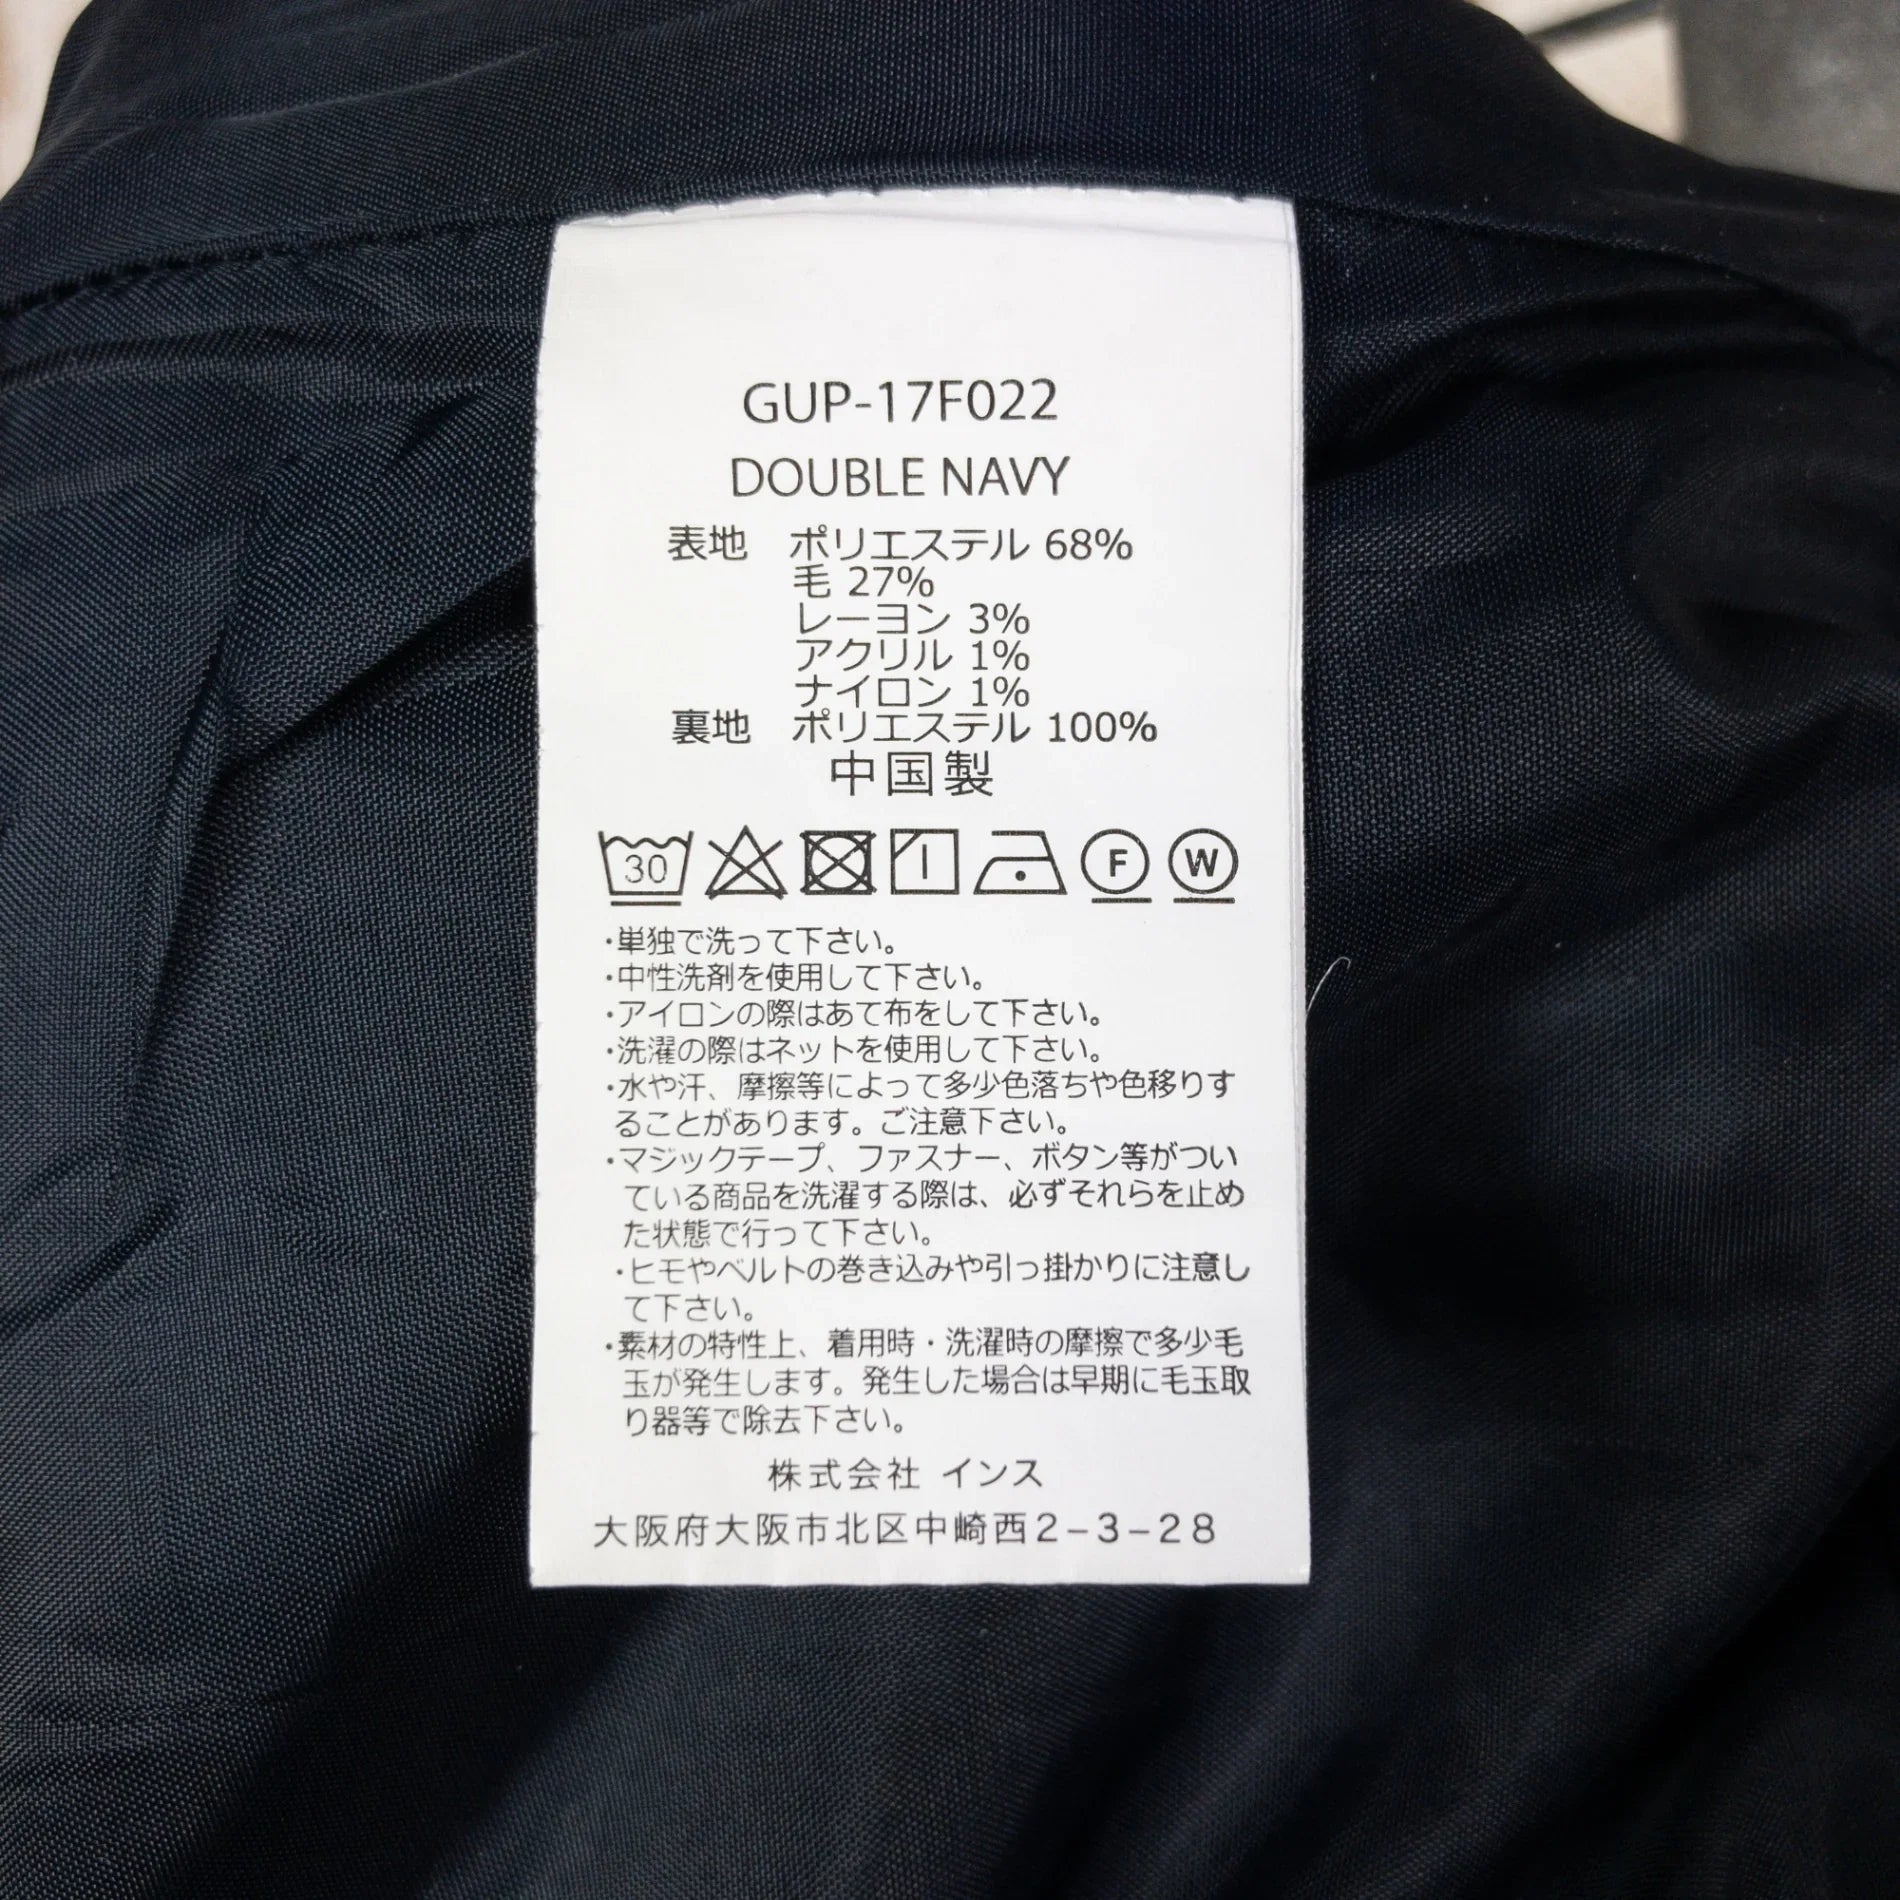 GUP-17F022
DOUBLE NAVY
表地 ポリエステル 68%
毛 27%
レーヨン 3%
アクリル 1%
ナイロン 1%
裏地 ポリエステル 100%
中国製
30 F W
・単独で洗って下さい。
・中性洗剤を使用して下さい。
・アイロンの際はあて布をして下さい。
・洗濯の際はネットを使用して下さい。
・水や汗、摩擦等によって多少色落ちや色移りす
ることがあります。ご注意下さい。
・マジックテープ、ファスナー、ボタン等がつい
ている商品を洗濯する際は、必ずそれらを止め
た状態で行って下さい。
・ヒモやベルトの巻き込みや引っ掛かりに注意し
て下さい。
・素材の特性上、着用時・洗濯時の摩擦で多少毛
玉が発生します。発生した場合は早期に毛玉取
り器等で除去下さい。
株式会社 インス
大阪府大阪市北区中崎西2-3-28